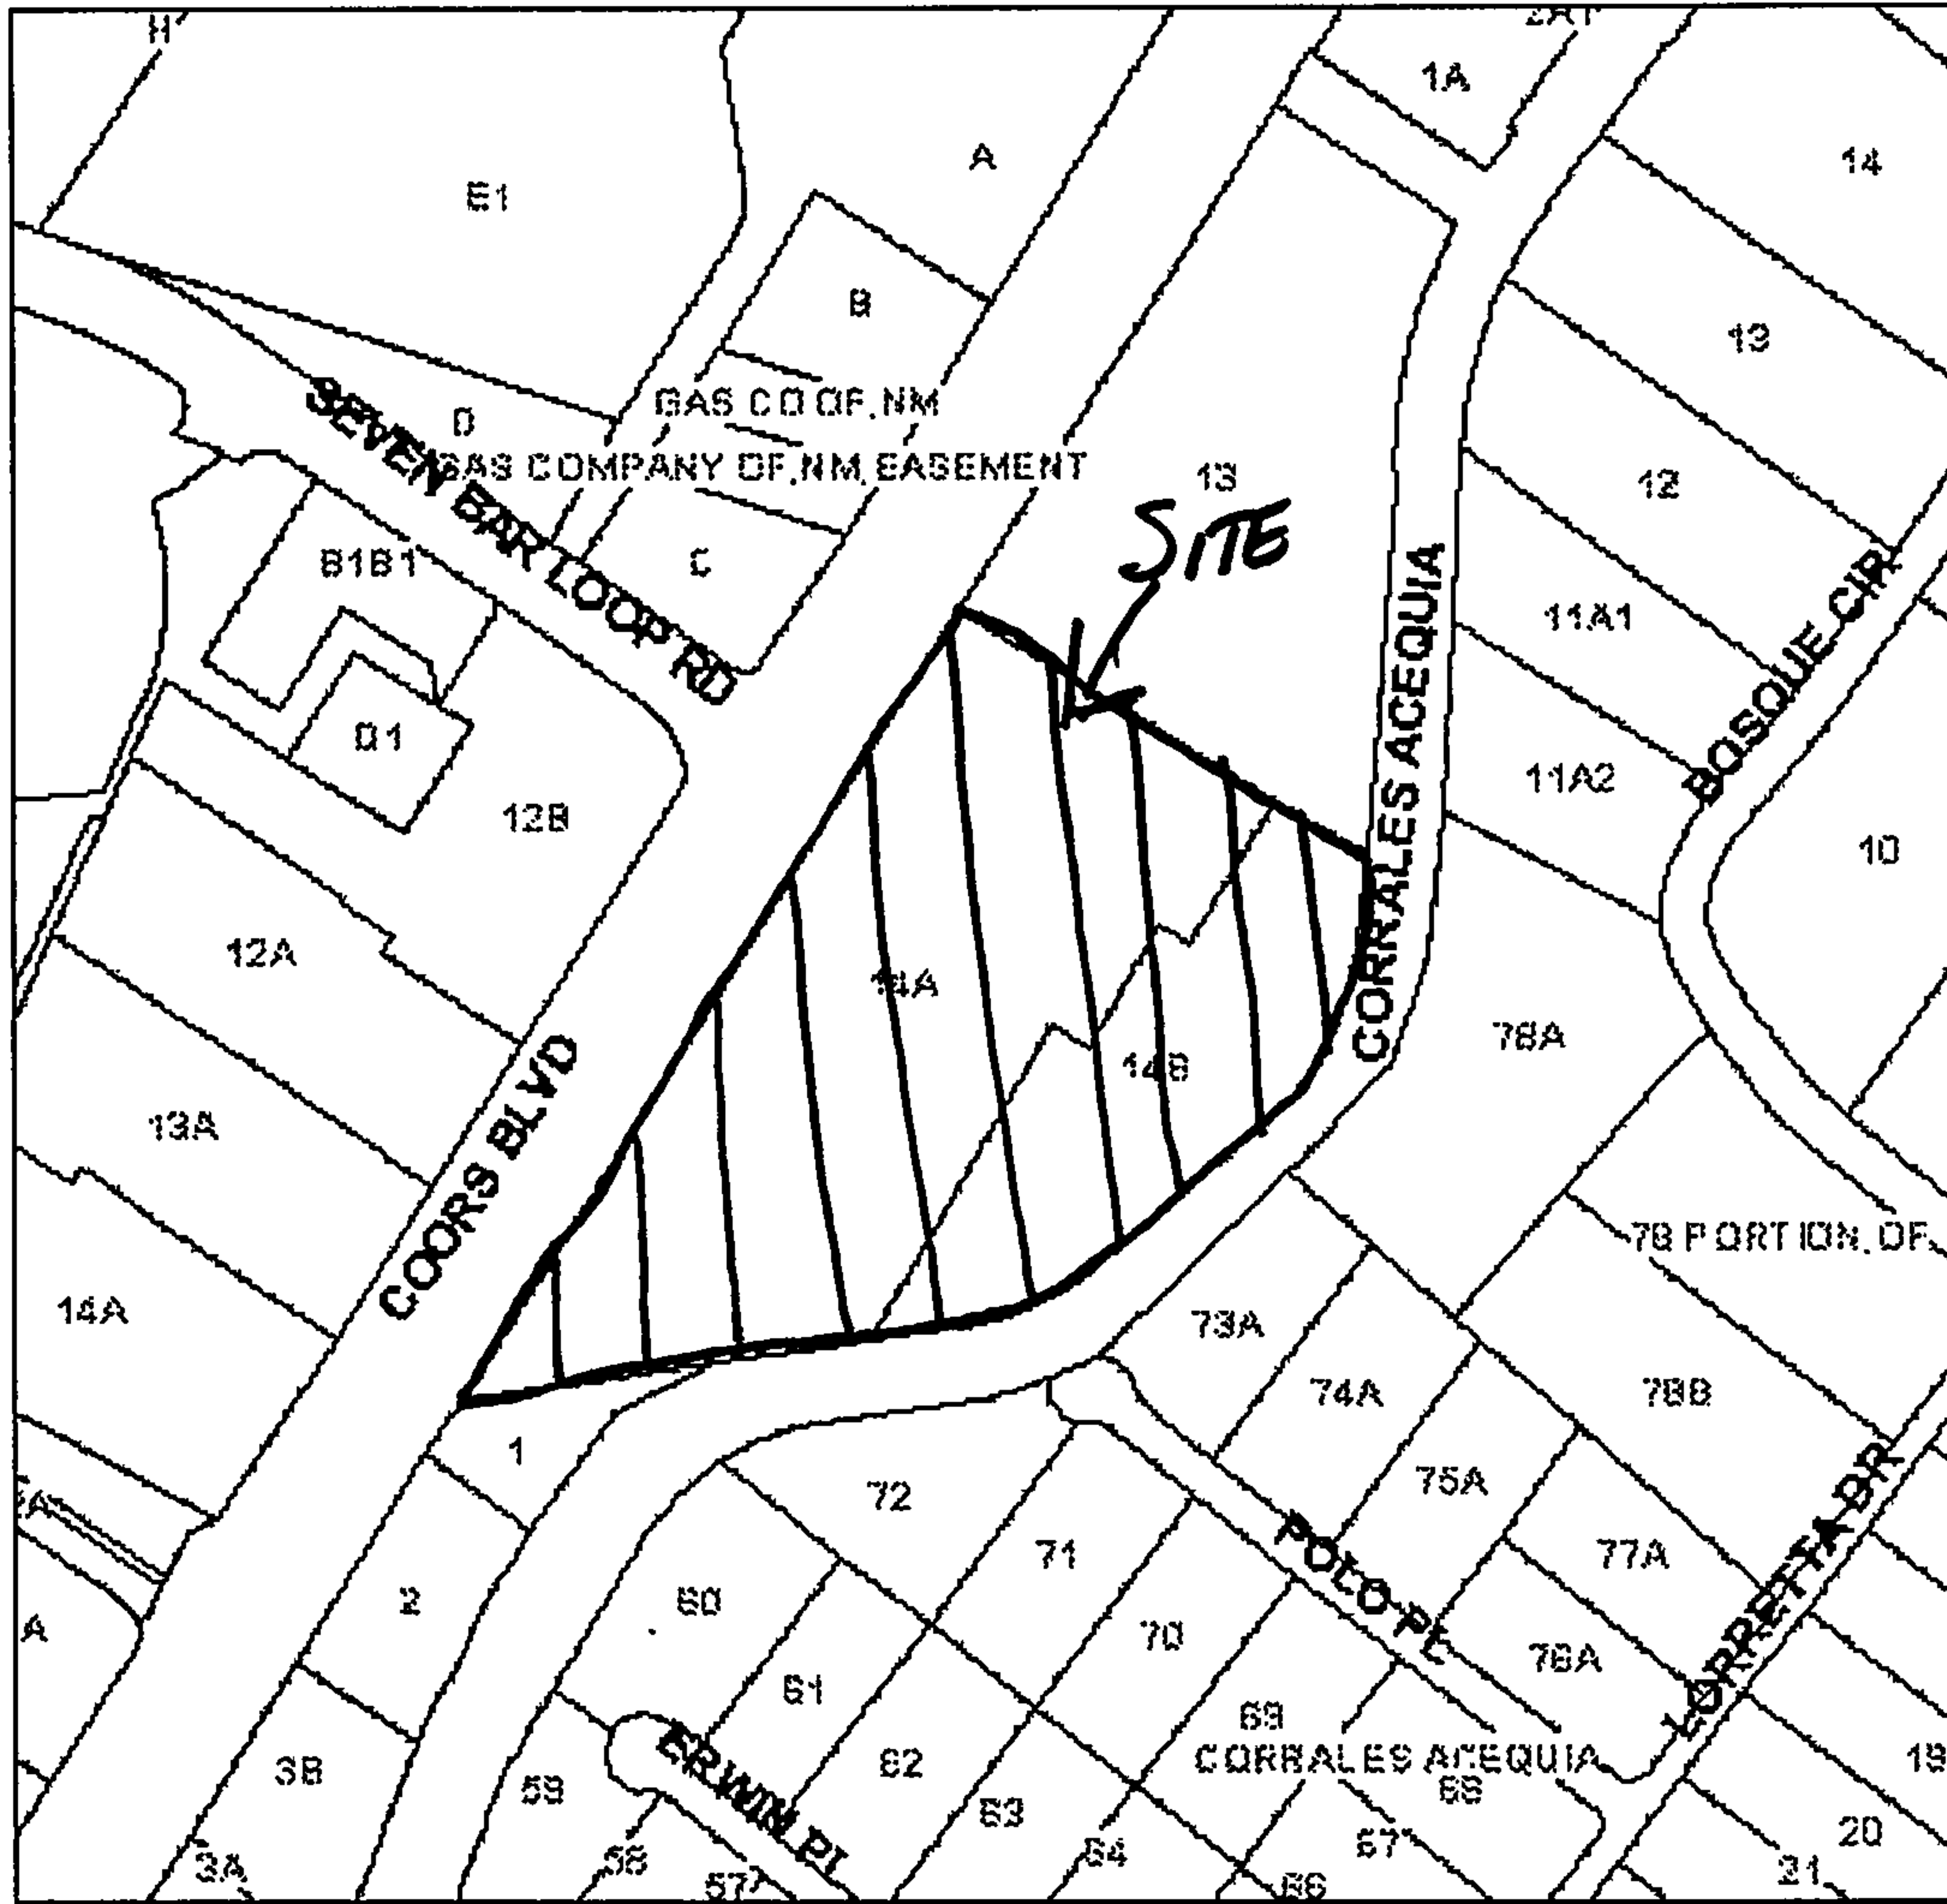 H
1A
14
A
E1
B
13
GAS CO OF.NM
D
SEVEN BAR LOOP RD
GAS COMPANY OF.NM.EASEMENT
13
12
SITE
B1B1
C
11A1
BOSQUE CIR
CORRALES ACEQUIA
D1
11A2
12B
10
12A
14A
78A
14B
13A
COORS BLVD
78 PORTION.OF
14A
73A
74A
78B
1
75A
72
LORRETTA DR
71
77A
POLO PL
2
60
70
A
76A
61
69
CORRALES ACEQUIA
62
3B
59
ERWIN PL
68
19
63
20
67
64
3A
58
21
57
66